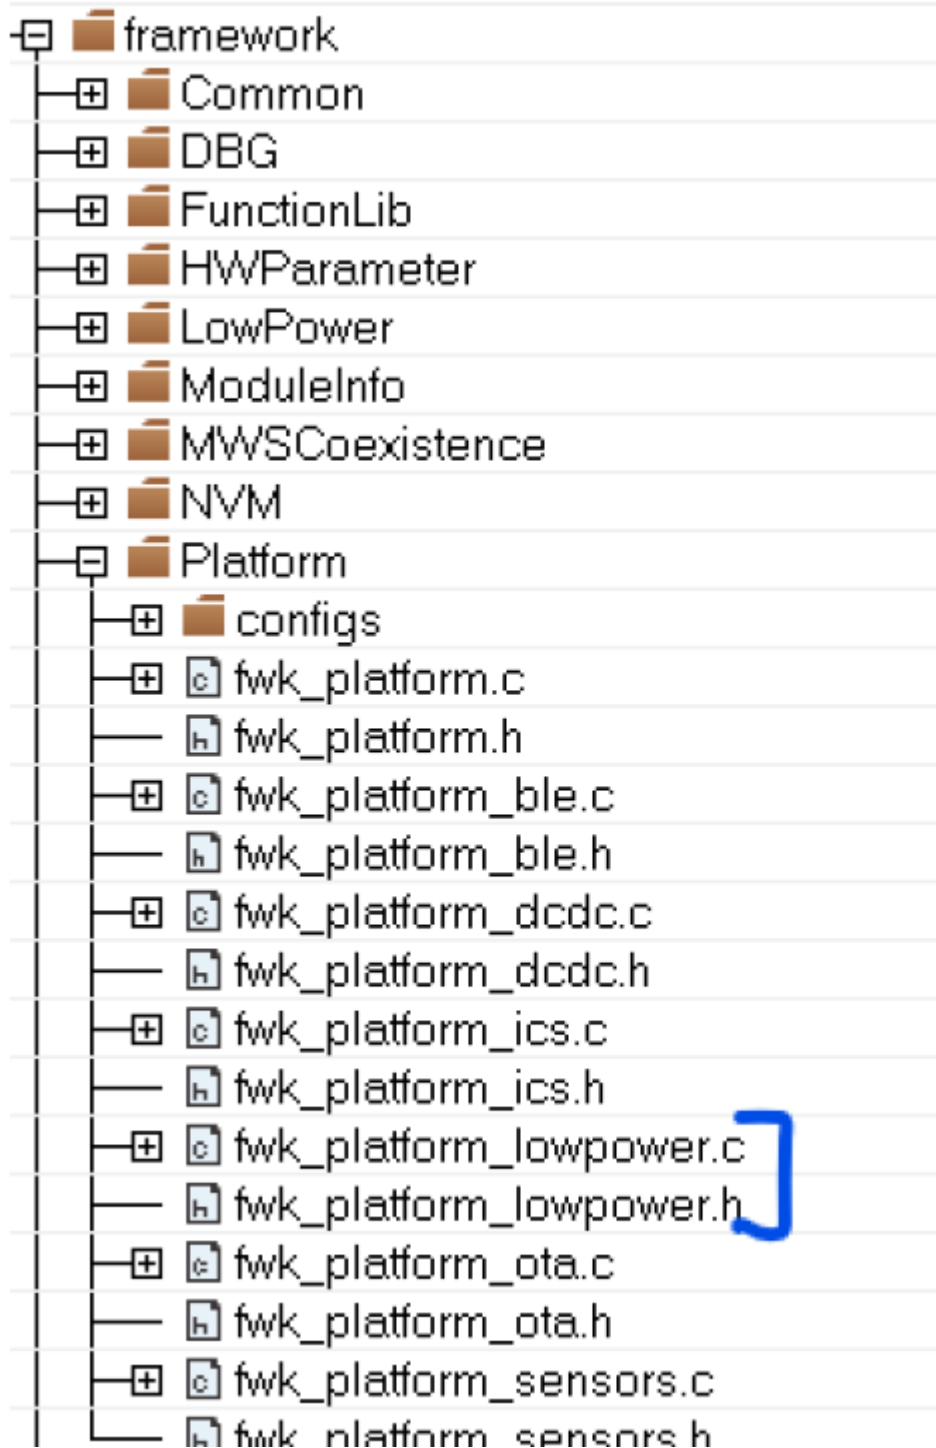 framework
Common
DBG
FunctionLib
HWParameter
LowPower
ModuleInfo
MWSCoexistence
NVM
Platform
configs
fwk_platform.c
fwk_platform.h
fwk_platform_ble.c
fwk_platform_ble.h
fwk_platform_dcdc.c
fwk_platform_dcdc.h
fwk_platform_ics.c
fwk_platform_ics.h
fwk_platform_lowpower.c
fwk_platform_lowpower.h
fwk_platform_ota.c
fwk_platform_ota.h
fwk_platform_sensors.c
fwk_platform_sensors.h